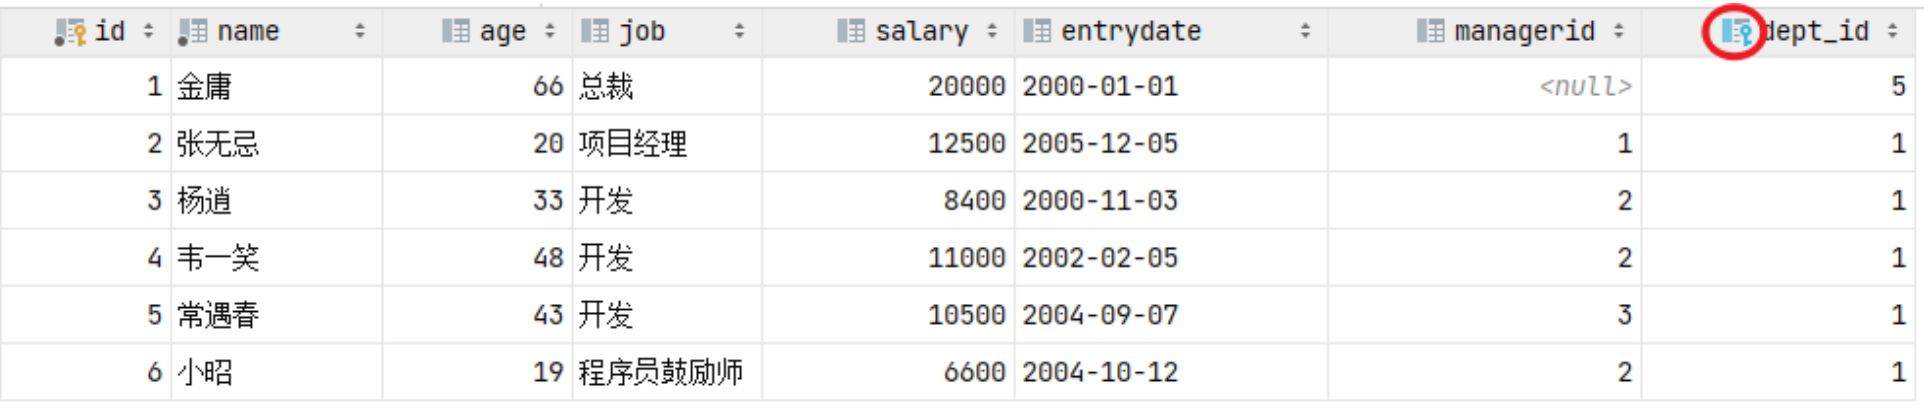 id name age job salary entrydate managerid dept_id
1 金庸 66 总裁 20000 2000-01-01 <null> 5
2 张无忌 20 项目经理 12500 2005-12-05 1 1
3 杨逍 33 开发 8400 2000-11-03 2 1
4 韦一笑 48 开发 11000 2002-02-05 2 1
5 常遇春 43 开发 10500 2004-09-07 3 1
6 小昭 19 程序员鼓励师 6600 2004-10-12 2 1